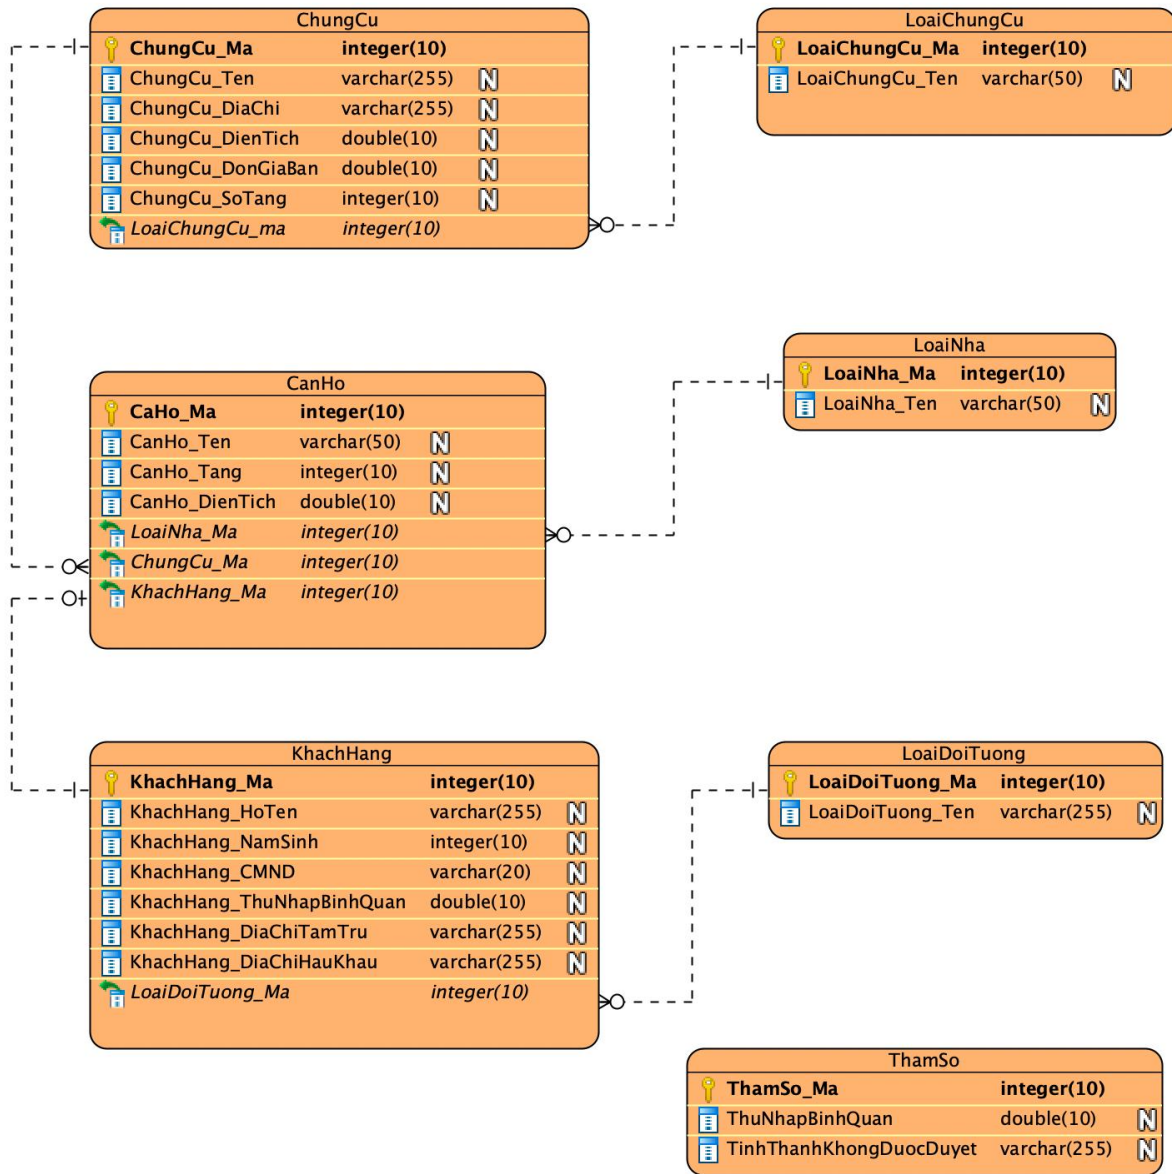 ChungCu
ChungCu_Ma integer(10)
ChungCu_Ten varchar(255) N
ChungCu_DiaChi varchar(255) N
ChungCu_DienTich double(10) N
ChungCu_DonGiaBan double(10) N
ChungCu_SoTang integer(10) N
LoaiChungCu_ma integer(10)
LoaiChungCu
LoaiChungCu_Ma integer(10)
LoaiChungCu_Ten varchar(50) N
LoaiNha
LoaiNha_Ma integer(10)
LoaiNha_Ten varchar(50) N
CanHo
CaHo_Ma integer(10)
CanHo_Ten varchar(50) N
CanHo_Tang integer(10) N
CanHo_DienTich double(10) N
LoaiNha_Ma integer(10)
ChungCu_Ma integer(10)
KhachHang_Ma integer(10)
KhachHang
KhachHang_Ma integer(10)
KhachHang_HoTen varchar(255) N
KhachHang_NamSinh integer(10) N
KhachHang_CMND varchar(20) N
KhachHang_ThuNhapBinhQuan double(10) N
KhachHang_DiaChiTamTru varchar(255) N
KhachHang_DiaChiHauKhau varchar(255) N
LoaiDoiTuong_Ma integer(10)
LoaiDoiTuong
LoaiDoiTuong_Ma integer(10)
LoaiDoiTuong_Ten varchar(255) N
ThamSo
ThamSo_Ma integer(10)
ThuNhapBinhQuan double(10) N
TinhThanhKhongDuocDuyet varchar(255) N